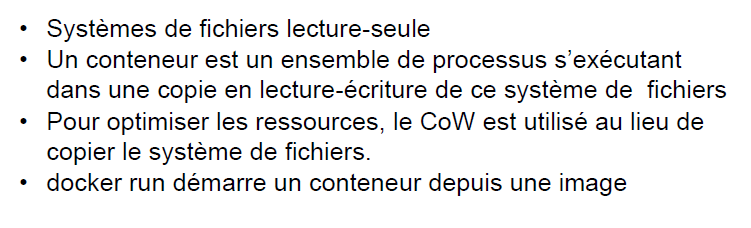 • Systèmes de fichiers lecture-seule
• Un conteneur est un ensemble de processus s’exécutant
dans une copie en lecture-écriture de ce système de  fichiers
• Pour optimiser les ressources, le CoW est utilisé au lieu de
copier le système de fichiers.
• docker run démarre un conteneur depuis une image